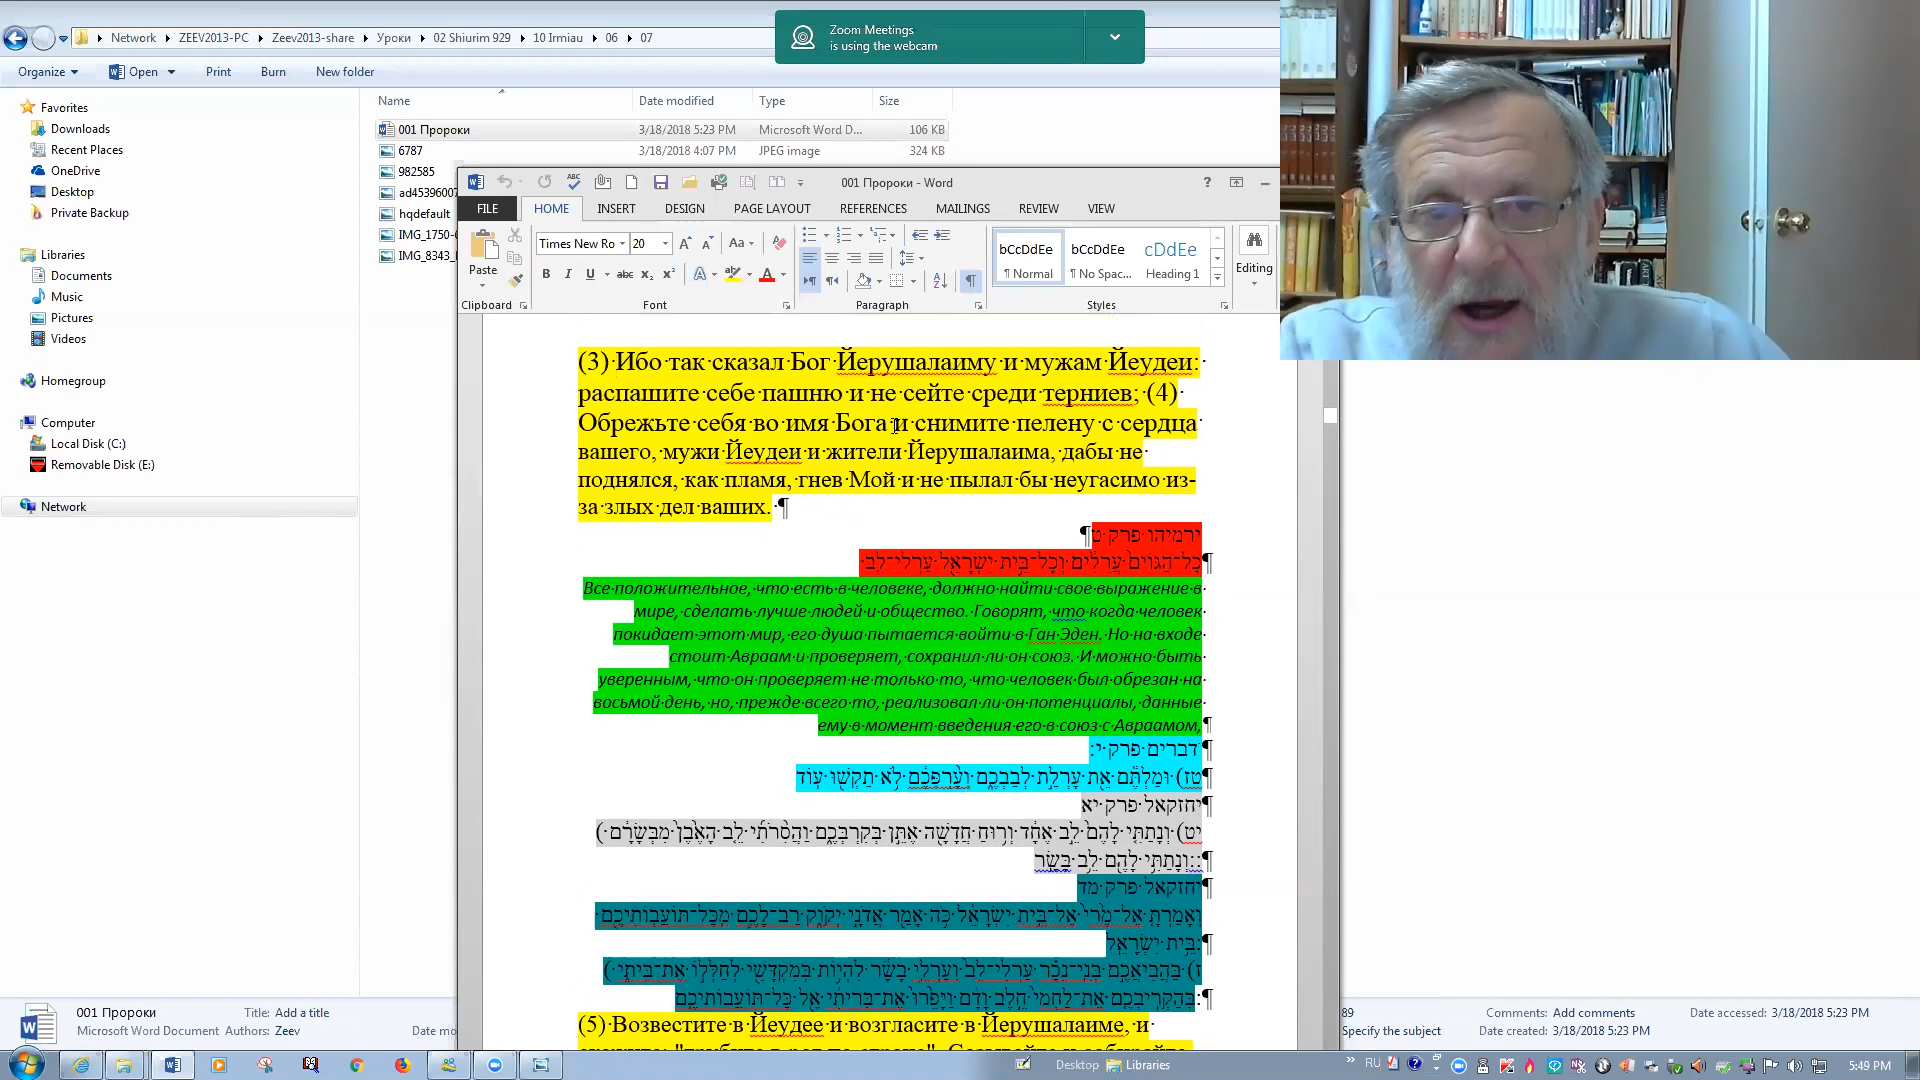 Network ▸ ZEEV2013-PC ▸ Zeev2013-share ▸ Уроки ▸ 02 Shiurim 929 ▸ 10 Irmiau ▸ 06 ▸ 07
Zoom Meetings
is using the webcam
Organize Open Print Burn New folder
Name Date modified Type Size
Favorites
Downloads
Recent Places
OneDrive
Desktop
Private Backup
Libraries
Documents
Music
Pictures
Videos
Homegroup
Computer
Local Disk (C:)
Removable Disk (E:)
Network
001 Пророки 3/18/2018 5:23 PM Microsoft Word D... 106 KB
6787 3/18/2018 4:07 PM JPEG image 324 KB
982585
ad45396007
hqdefault
IMG_1750-
IMG_8343_
001 Пророки - Word
FILE HOME INSERT DESIGN PAGE LAYOUT REFERENCES MAILINGS REVIEW VIEW
Times New Ro 20
Paste
bCcDdEe bCcDdEe cDdEe
¶ Normal ¶ No Spac... Heading 1
Editing
Clipboard Font Paragraph Styles
(3) Ибо так сказал Бог Йерушалаиму и мужам Йеудеи:
распашите себе пашню и не сейте среди терниев; (4)
Обрежьте себя во имя Бога и снимите пелену с сердца
вашего, мужи Йеудеи и жители Йерушалаима, дабы не
поднялся, как пламя, гнев Мой и не пылал бы неугасимо из-
за злых дел ваших. ¶
ירמיהו פרק ט
כָל־הַגּוֹיִם֙ עֲרֵלִ֔ים וְכָל־בֵּ֥ית יִשְׂרָאֵ֖ל עַרְלֵי־לֵֽב
Все положительное, что есть в человеке, должно найти свое выражение в
мире, сделать лучше людей и общество. Говорят, что когда человек
покидает этот мир, его душа пытается войти в Ган Эден. Но на входе
стоит Авраам и проверяет, сохранил ли он союз. И можно быть
уверенным, что он проверяет не только то, что человек был обрезан на
восьмой день, но, прежде всего то, реализовал ли он потенциалы, данные
ему в момент введения его в союз с Авраамом,
דברים פרק י:
טז) וּמַלְתֶּ֕ם אֵ֖ת עָרְלַ֣ת לְבַבְכֶ֑ם וְעָ֨רְפְּכֶ֔ם לֹ֥א תַקְשׁ֖וּ עֽוֹד
יחזקאל פרק יא
יט) וְנָתַתִּ֤י לָהֶם֙ לֵ֣ב אֶחָ֔ד וְר֥וּחַ חֲדָשָׁ֖ה אֶתֵּ֣ן בְּקִרְבְּכֶ֑ם וַהֲסִרֹתִ֞י לֵ֤ב הָאֶ֙בֶן֙ מִבְּשָׂרָ֔ם )
::וְנָתַתִּ֥י לָהֶ֖ם לֵ֥ב בָּשָֽׂר
יחזקאל פרק מד
וְאָמַרְתָּ֤ אֶל־מֶ֙רִי֙ אֶל־בֵּ֣ית יִשְׂרָאֵ֔ל כֹּ֥ה אָמַ֖ר אֲדֹנָ֣י יְקֹוִ֑ק רַב־לָכֶ֛ם מִֽכָּל־תּוֹעֲבוֹתֵיכֶ֖ם
:בֵּ֥ית יִשְׂרָאֵֽל
ז) בַּהֲבִיאֲכֶ֣ם בְּנֵֽי־נֵכָ֗ר עַרְלֵי־לֵב֙ וְעַרְלֵ֣י בָשָׂ֔ר לִהְי֥וֹת בְּמִקְדָּשִׁ֖י לְחַלְּל֣וֹ אֶת־בֵּיתִ֑י )
:בְּהַקְרִֽיבְכֶ֤ם אֶת־לַחְמִי֙ חֵ֣לֶב וָדָ֔ם וַיָּפֵ֙רוּ֙ אֶת־בְּרִיתִ֔י אֶ֖ל כָּל־תּוֹעֲבוֹתֵיכֶֽם
(5) Возвестите в Йеудее и возгласите в Йерушалаиме, и
001 Пророки Title: Add a title
Microsoft Word Document Authors: Zeev Date mo
89 Comments: Add comments Date accessed: 3/18/2018 5:23 PM
Specify the subject Date created: 3/18/2018 5:23 PM
Desktop Libraries RU 5:49 PM